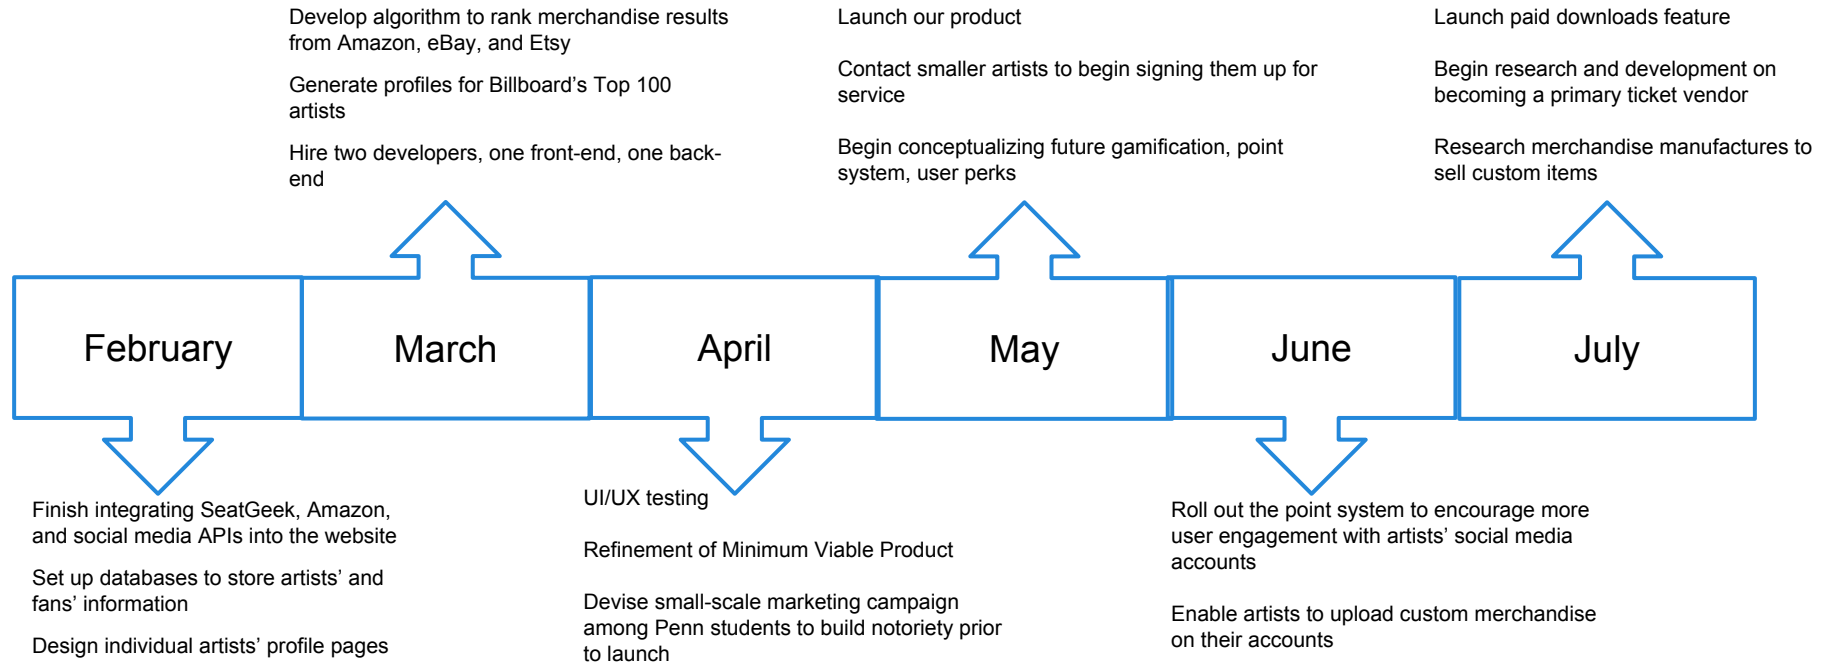 Develop algorithm to rank merchandise results
from Amazon, eBay, and Etsy
Generate profiles for Billboard's Top 100
artists
Hire two developers, one front-end, one back-
end
Launch our product
Contact smaller artists to begin signing them up for
service
Begin conceptualizing future gamification, point
system, user perks
Launch paid downloads feature
Begin research and development on
becoming a primary ticket vendor
Research merchandise manufactures to
sell custom items
February
March
April
May
June
July
Finish integrating SeatGeek, Amazon,
and social media APIs into the website
Set up databases to store artists' and
fans' information
Design individual artists' profile pages
UI/UX testing
Refinement of Minimum Viable Product
Devise small-scale marketing campaign
among Penn students to build notoriety prior
to launch
Roll out the point system to encourage more
user engagement with artists' social media
accounts
Enable artists to upload custom merchandise
on their accounts